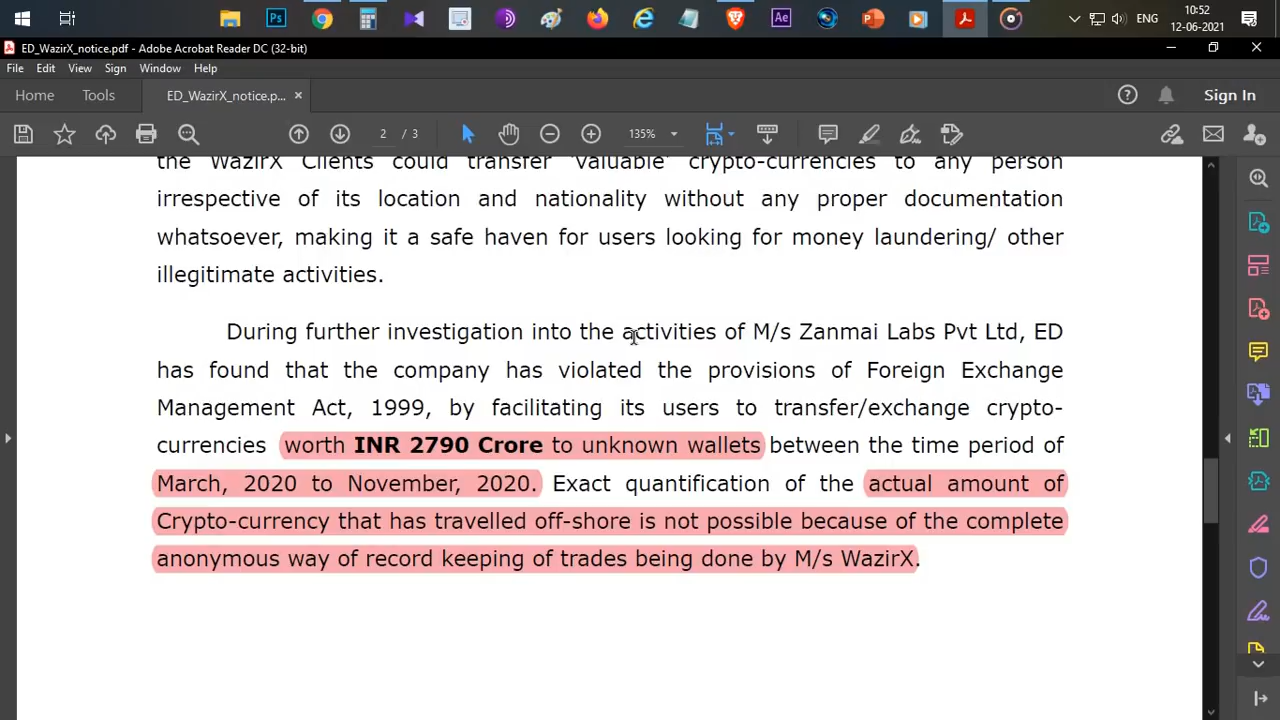 10:52
ENG
12-06-2021
ED_WazirX_notice.pdf - Adobe Acrobat Reader DC (32-bit)
File Edit View Sign Window Help
Home Tools ED_WazirX_notice.p... × Sign In
2 / 3 135%
the WazirX Clients could transfer 'valuable' crypto-currencies to any person
irrespective of its location and nationality without any proper documentation
whatsoever, making it a safe haven for users looking for money laundering/ other
illegitimate activities.
During further investigation into the activities of M/s Zanmai Labs Pvt Ltd, ED
has found that the company has violated the provisions of Foreign Exchange
Management Act, 1999, by facilitating its users to transfer/exchange crypto-
currencies worth INR 2790 Crore to unknown wallets between the time period of
March, 2020 to November, 2020. Exact quantification of the actual amount of
Crypto-currency that has travelled off-shore is not possible because of the complete
anonymous way of record keeping of trades being done by M/s WazirX.